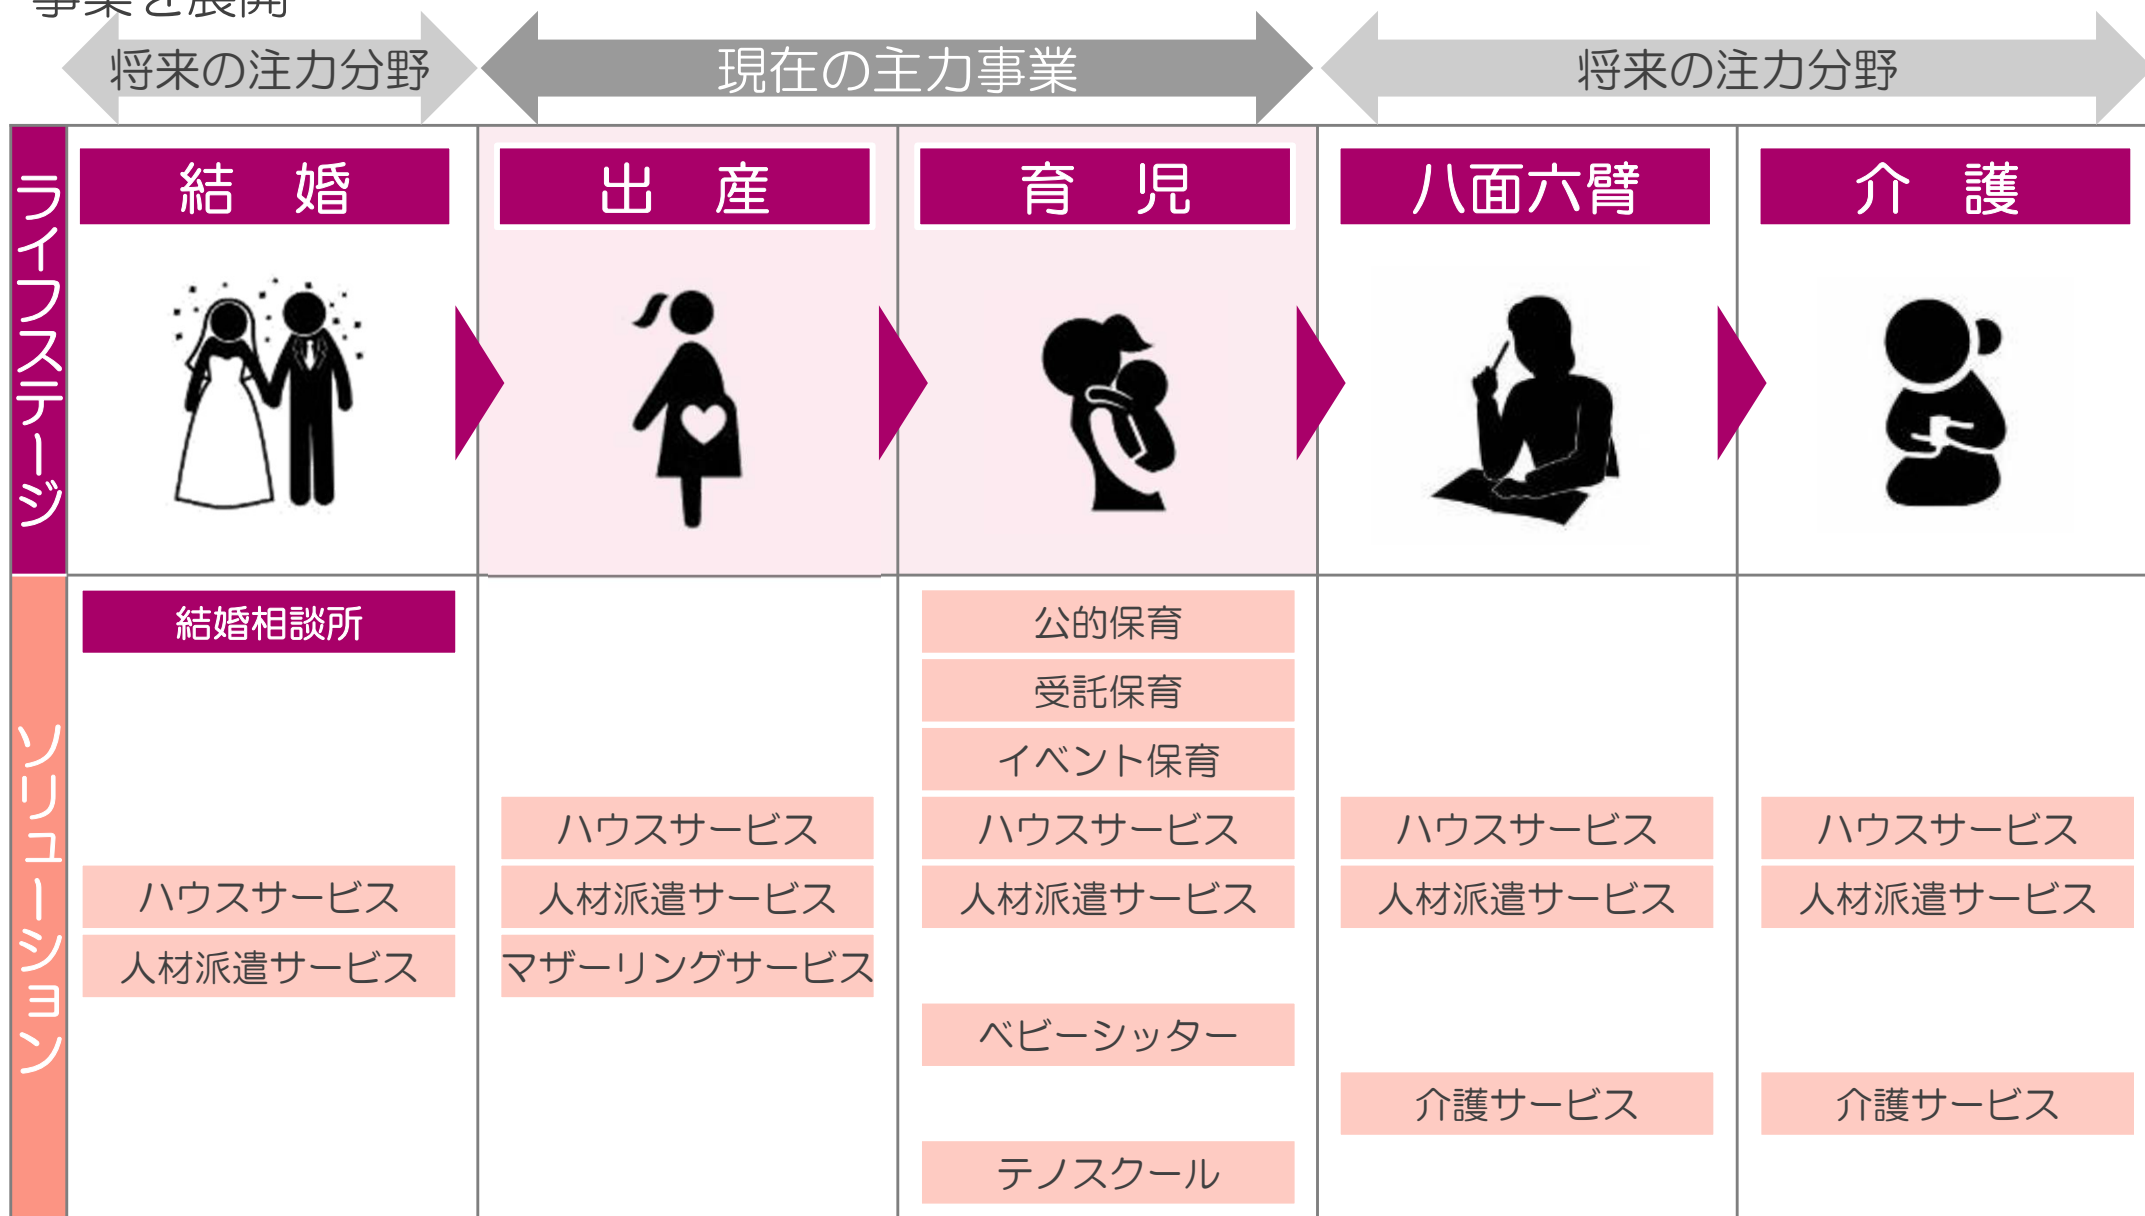 事業を展開
将来の注力分野
現在の主力事業
将来の注力分野
ライフステージ
結 婚
出 産
育 児
八面六臂
介 護
ソリューション
結婚相談所
ハウスサービス
人材派遣サービス
ハウスサービス
人材派遣サービス
マザーリングサービス
公的保育
受託保育
イベント保育
ハウスサービス
人材派遣サービス
ベビーシッター
テノスクール
ハウスサービス
人材派遣サービス
介護サービス
ハウスサービス
人材派遣サービス
介護サービス